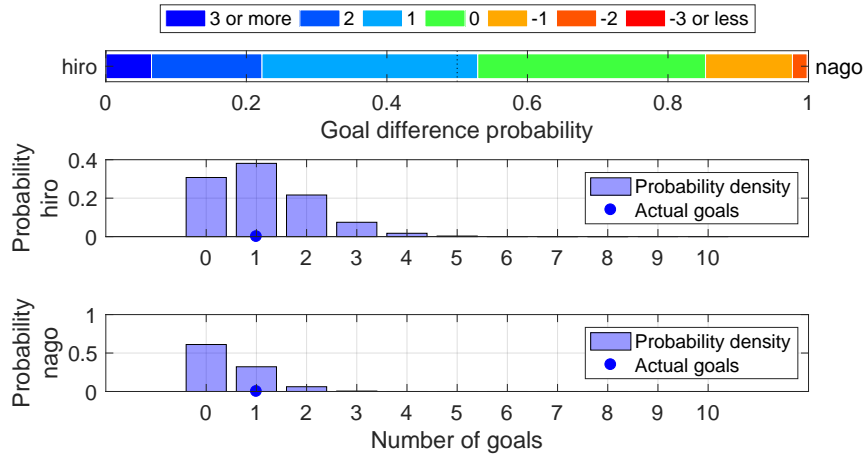 3 or more 2 1 0 -1 -2 -3 or less
hiro nago
0 0.2 0.4 0.6 0.8 1
Goal difference probability
Probability
hiro
0.4
0.2
0
Probability density
Actual goals
0 1 2 3 4 5 6 7 8 9 10
Probability
nago
1
0.5
0
Probability density
Actual goals
0 1 2 3 4 5 6 7 8 9 10
Number of goals